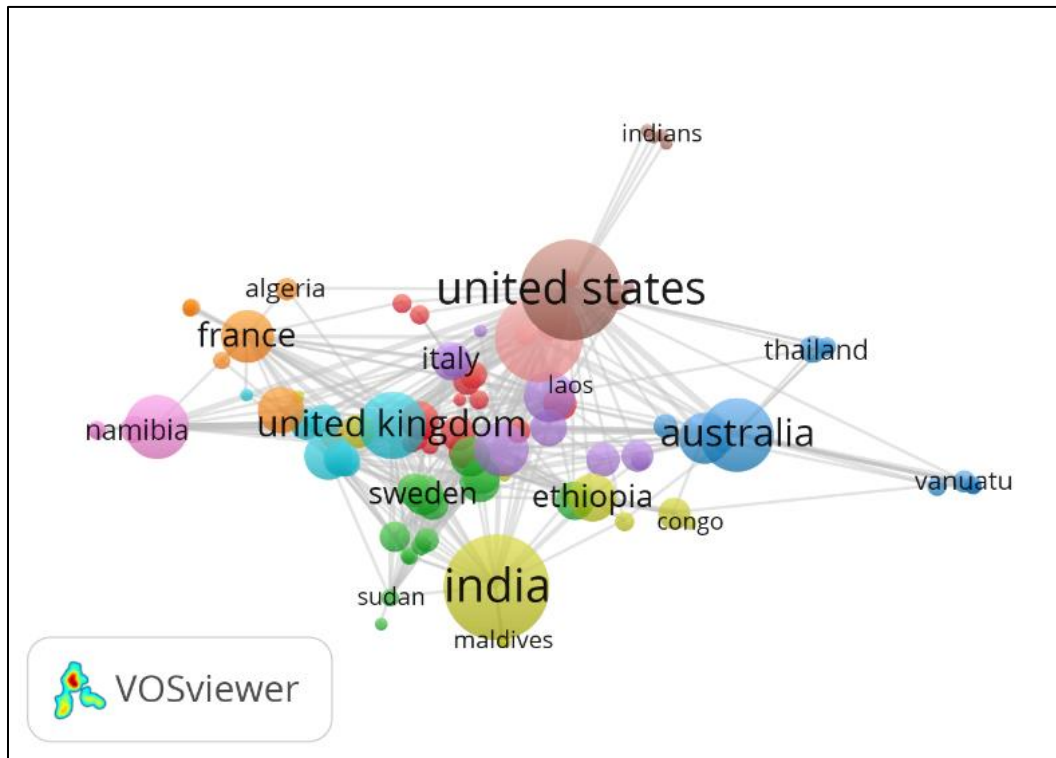 indians
united states
algeria
france
italy
thailand
laos
namibia
united kingdom
australia
sweden
ethiopia
vanuatu
congo
india
sudan
maldives
VOSviewer